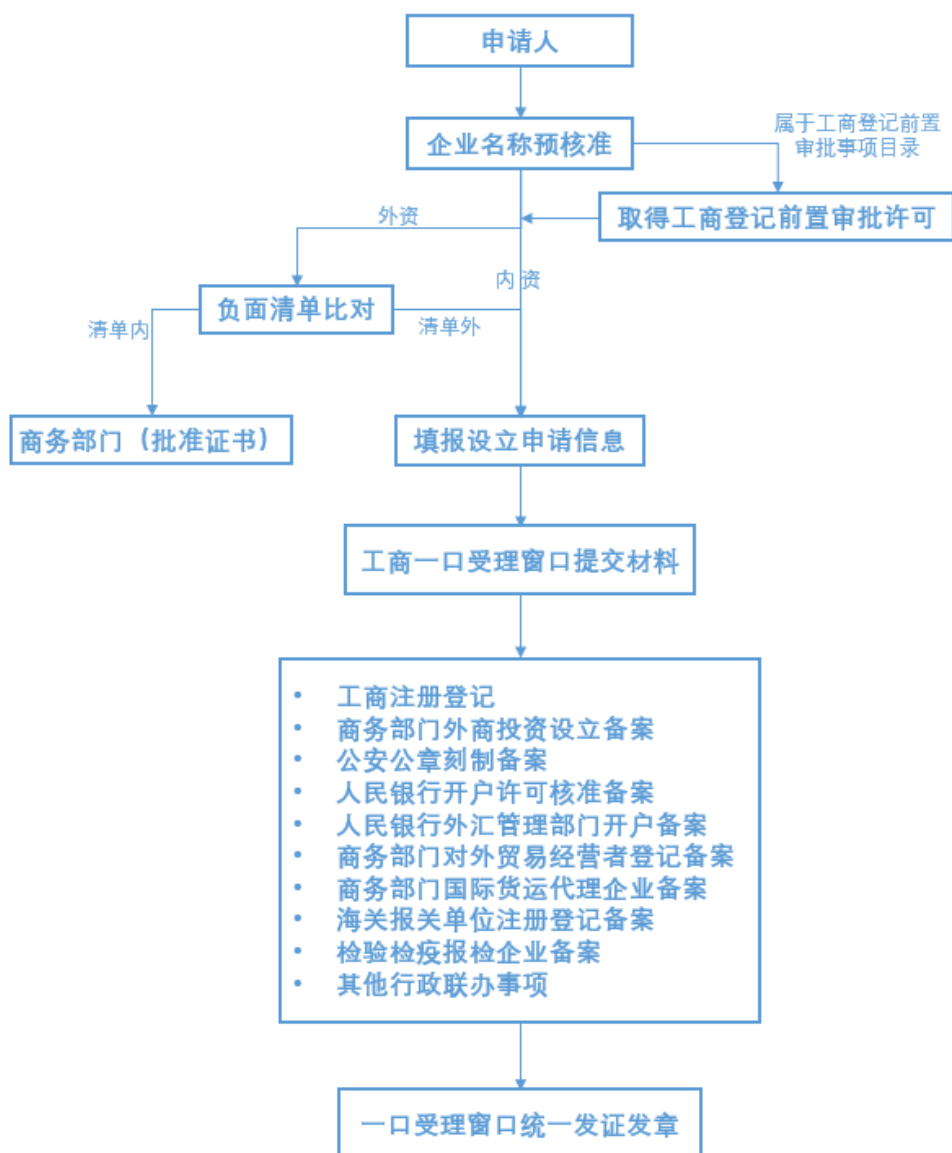 申请人
企业名称预核准
属于工商登记前置
审批事项目录
取得工商登记前置审批许可
外资
内资
负面清单比对
清单内
清单外
商务部门（批准证书）
填报设立申请信息
工商一口受理窗口提交材料
• 工商注册登记
• 商务部门外商投资设立备案
• 公安公章刻制备案
• 人民银行开户许可核准备案
• 人民银行外汇管理部门开户备案
• 商务部门对外贸易经营者登记备案
• 商务部门国际货运代理企业备案
• 海关报关单位注册登记备案
• 检验检疫报检企业备案
• 其他行政联办事项
一口受理窗口统一发证发章